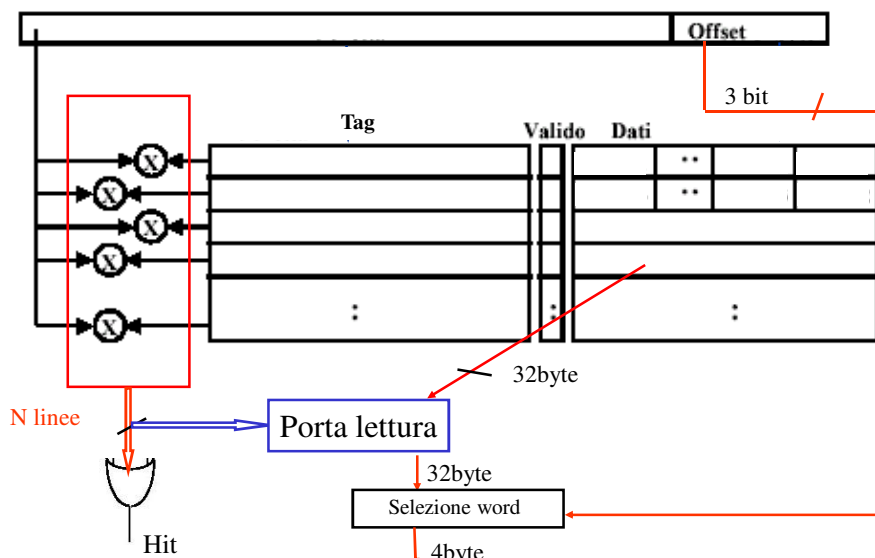 Offset
3 bit
Tag
Valido
Dati
X
..
X
..
X
X
X
:
:
:
32byte
N linee
Porta lettura
32byte
Selezione word
Hit
4byte